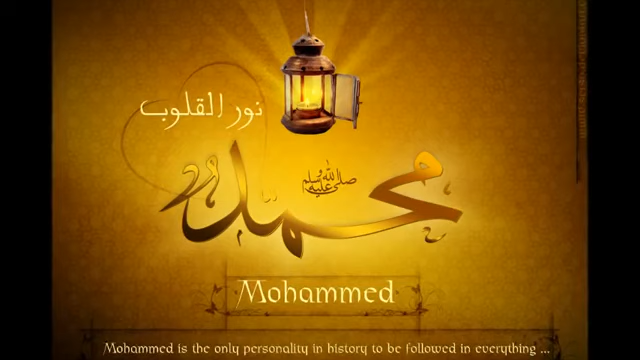 نور القلوب
صلى الله عليه وسلم
محمد
Mohammed
Mohammed is the only personality in history to be followed in everything ...